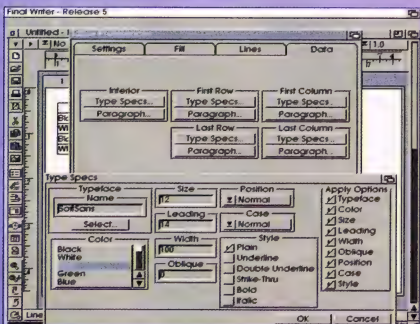 Final Writer - Release 5
Untitled - 1
No
1.0
Settings Fill Lines Data
Interior First Row First Column
Type Specs... Type Specs... Type Specs...
Paragraph... Paragraph... Paragraph...
Last Row Last Column
Type Specs... Type Specs...
Paragraph... Paragraph...
Type Specs
Typeface
Name
SoftSans
Select...
Color
Black
White
Green
Blue
Size
12
Leading
14
Width
100
Oblique
0
Position
Normal
Case
Normal
Style
Plain
Underline
Double Underline
Strike-Thru
Bold
Italic
Apply Options
Typeface
Color
Size
Leading
Width
Oblique
Position
Case
Style
Line
OK Cancel